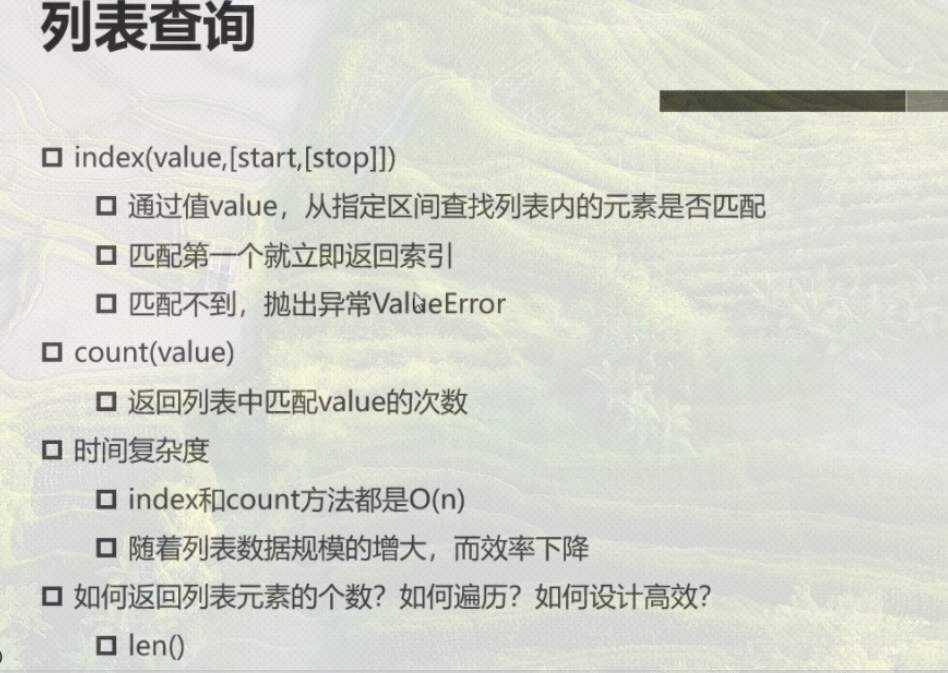 列表查询
index(value,[start,[stop]])
通过值value，从指定区间查找列表内的元素是否匹配
匹配第一个就立即返回索引
匹配不到，抛出异常ValueError
count(value)
返回列表中匹配value的次数
时间复杂度
index和count方法都是O(n)
随着列表数据规模的增大，而效率下降
如何返回列表元素的个数？如何遍历？如何设计高效？
len()